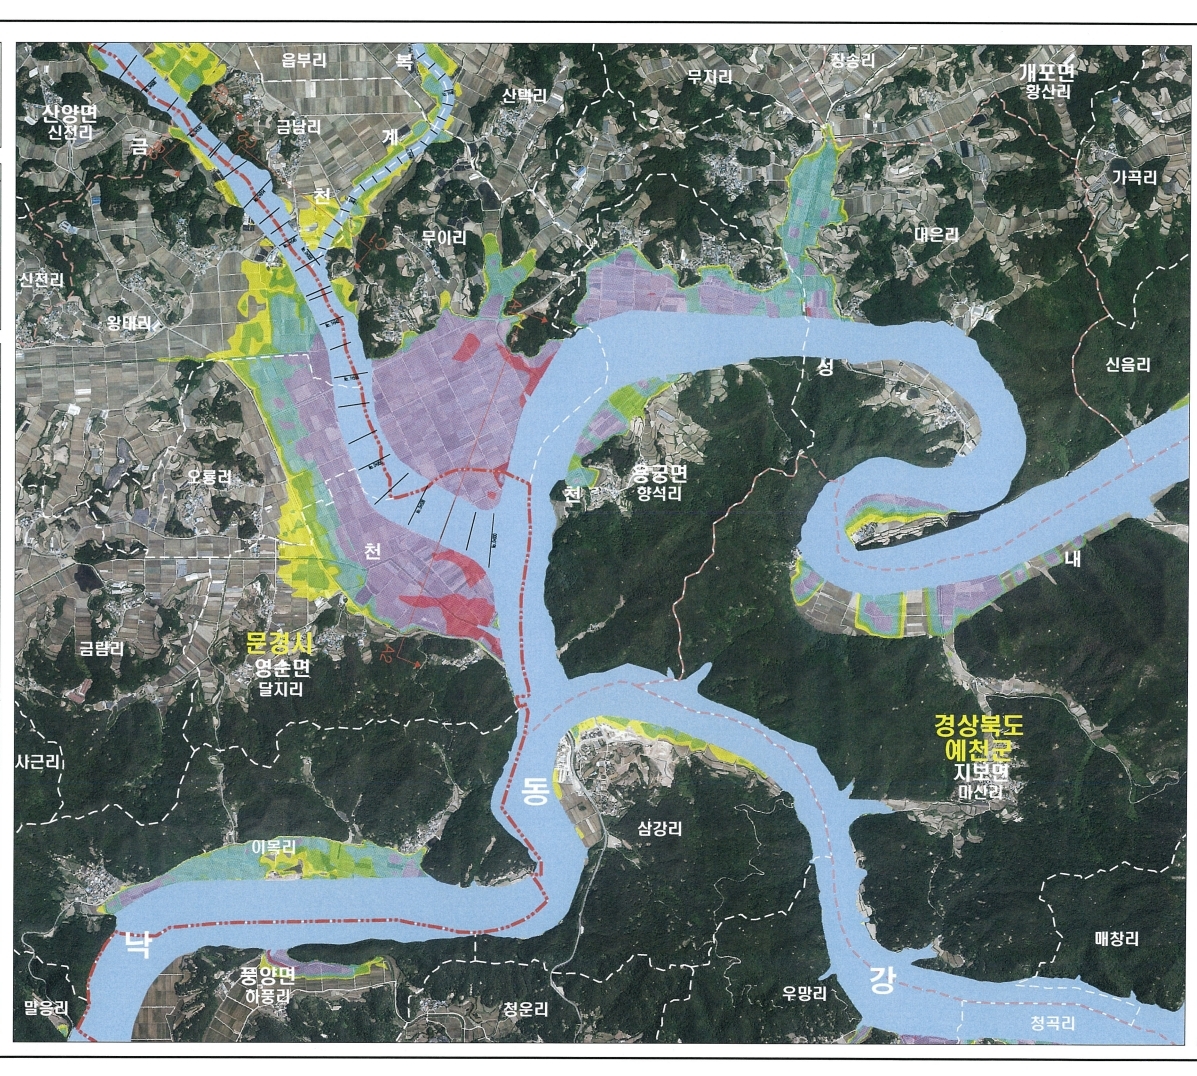 읍부리
복
장송리
무지리
개포면
황산리
산택리
산양면
신전리
금
금남리
계
가곡리
천
무이리
대은리
신전리
왕태리
신음리
성
오룡리
용궁면
향석리
천
천
내
금림리
문경시
영순면
달지리
A2
경상북도
예천군
지보면
마산리
사근리
동
삼강리
이목리
낙
매창리
풍양면
하풍리
강
우망리
말응리
청운리
청곡리